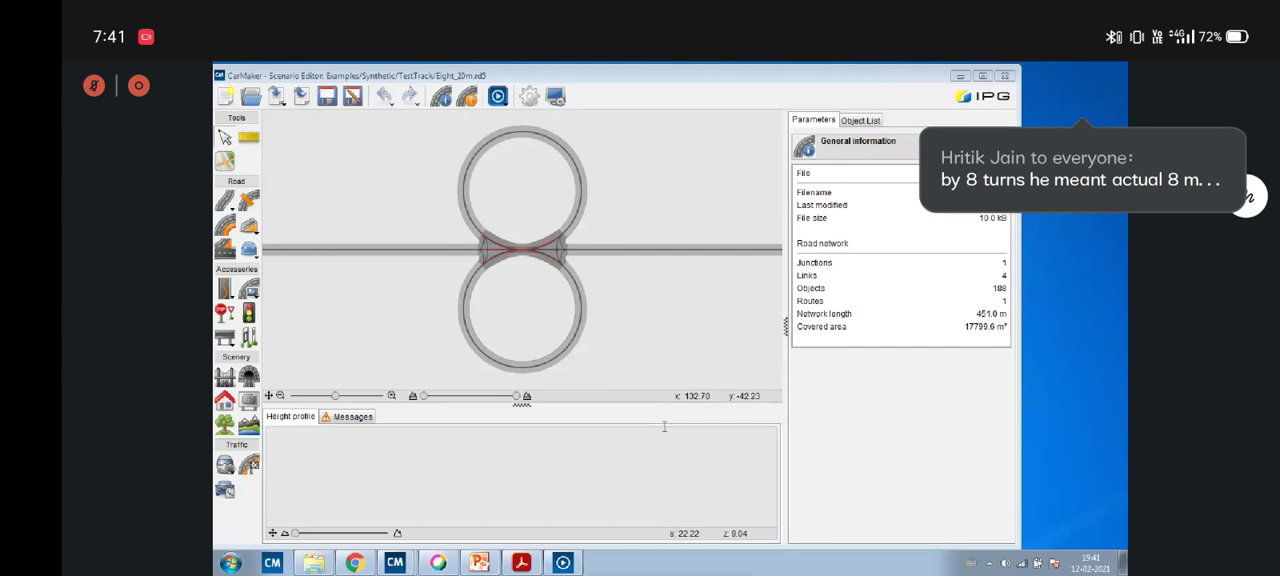 7:41
4G
72%
CarMaker - Scenario Editor: Examples/Synthetic/TestTrack/Eight_20m.rd5
IPG
Tools
Road
Accessories
Scenery
Traffic
Parameters
Object List
General information
File
Filename
Last modified
File size
10.0 kB
Road network
Junctions 1
Links 4
Objects 188
Routes 1
Network length 451.0 m
Covered area 17799.6 m²
Hritik Jain to everyone:
by 8 turns he meant actual 8 m...
x: 132.70 y: -42.23
Height profile
Messages
s: 22.22 z: 9.04
CM
CM
19:41
12-02-2021